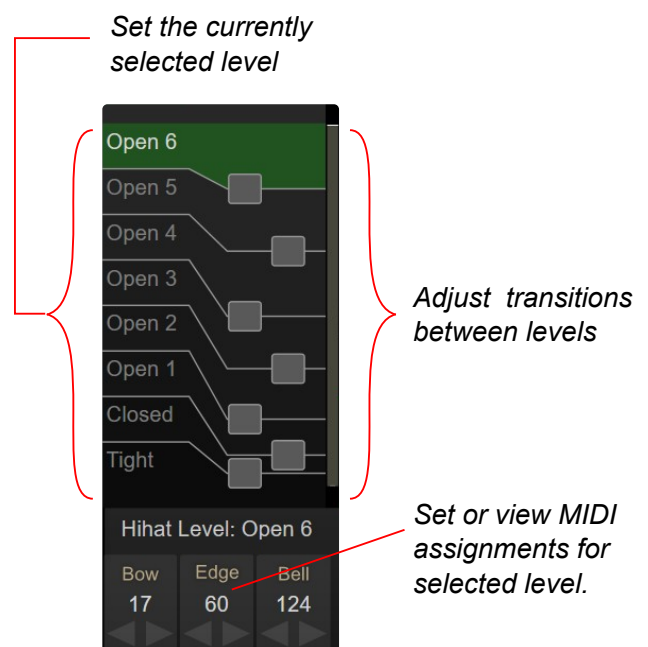 Set the currently
selected level
Open 6
Open 5
Open 4
Open 3
Open 2
Open 1
Closed
Tight
Adjust transitions
between levels
Hihat Level: Open 6
Bow Edge Bell
17 60 124
Set or view MIDI
assignments for
selected level.